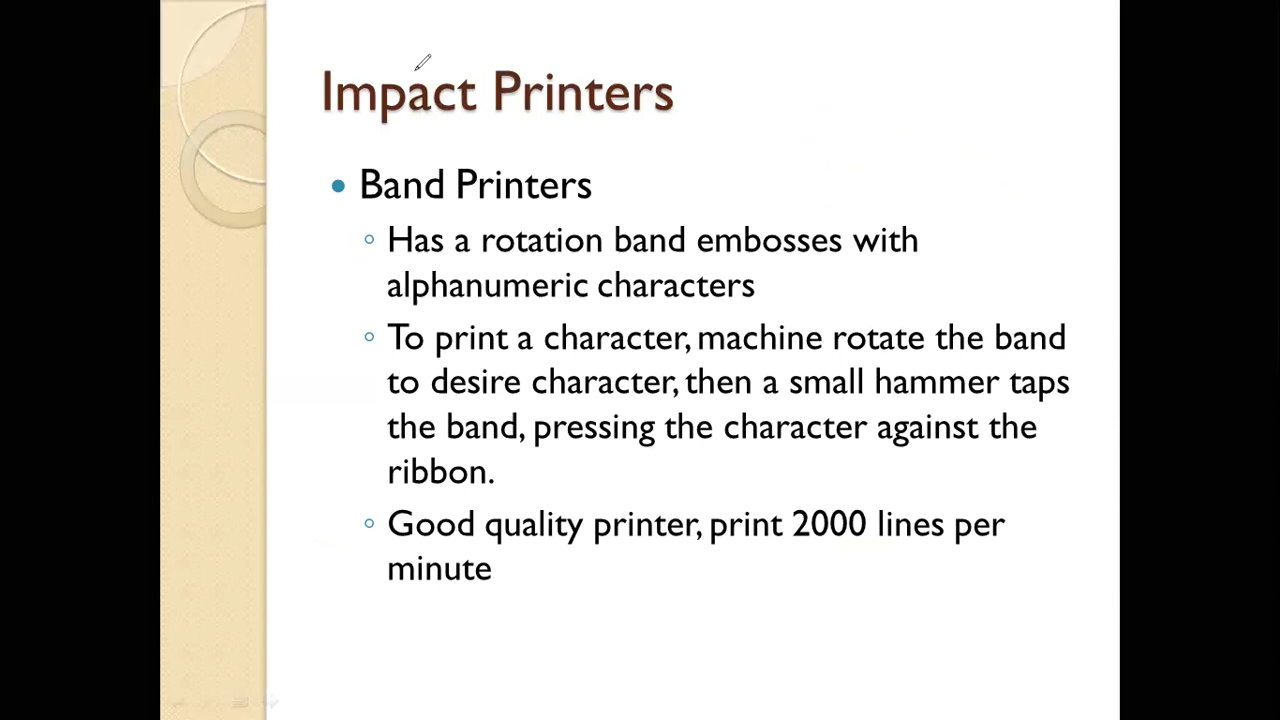 Impact Printers
Band Printers
Has a rotation band embosses with
alphanumeric characters
To print a character, machine rotate the band
to desire character, then a small hammer taps
the band, pressing the character against the
ribbon.
Good quality printer, print 2000 lines per
minute